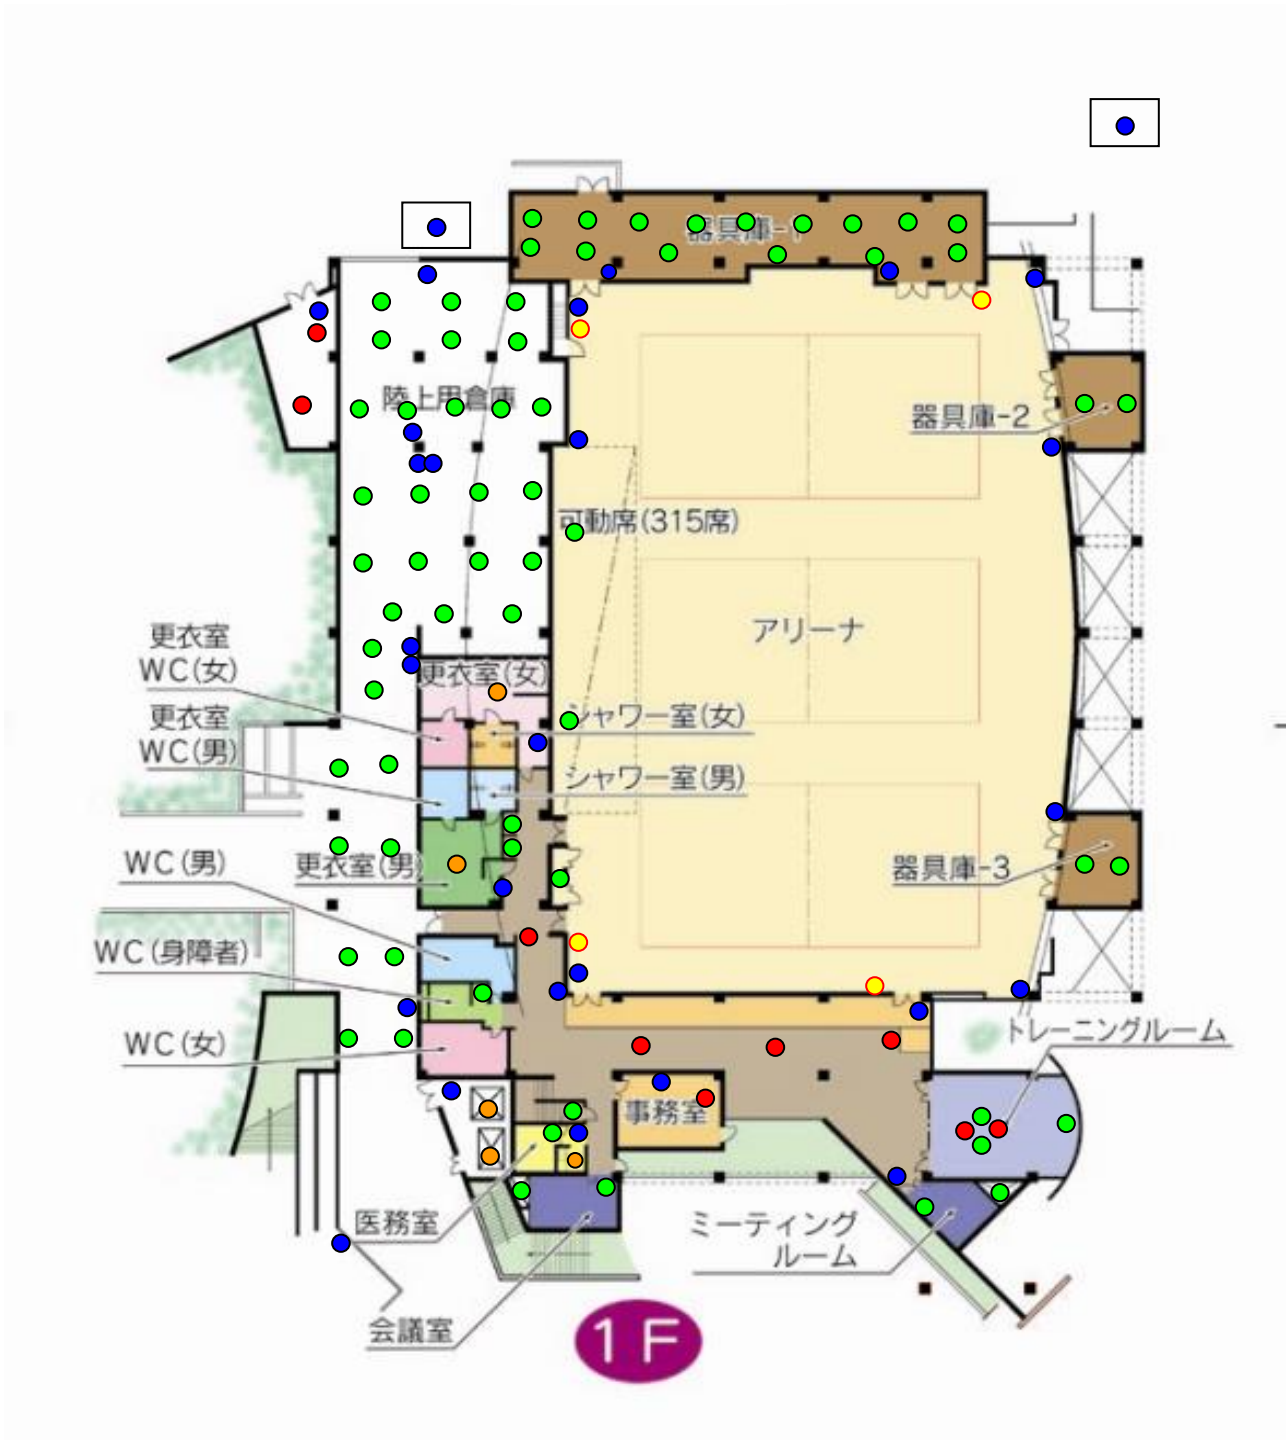 器具庫-1
陸上用倉庫
器具庫-2
可動席(315席)
更衣室
WC(女)
アリーナ
更衣室(女)
更衣室
WC(男)
シャワー室(女)
シャワー室(男)
WC(男)
更衣室(男)
器具庫-3
WC(身障者)
WC(女)
トレーニングルーム
事務室
医務室
ミーティング
ルーム
会議室
1F